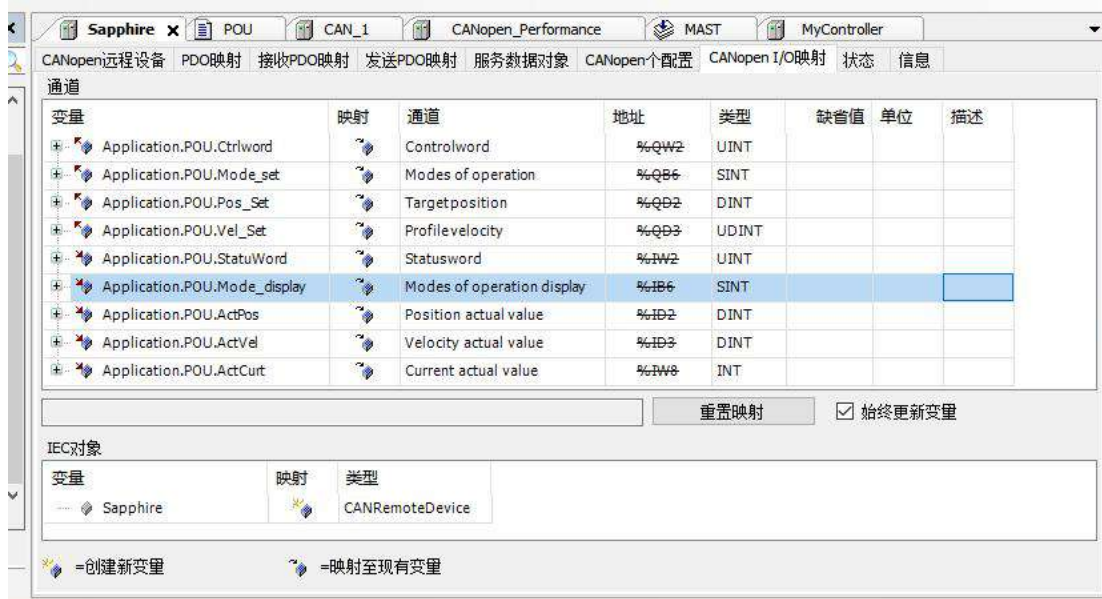 Sapphire POU CAN_1 CANopen_Performance MAST MyController
CANopen远程设备 PDO映射 接收PDO映射 发送PDO映射 服务数据对象 CANopen个配置 CANopen I/O映射 状态 信息
通道
变量 映射 通道 地址 类型 缺省值 单位 描述
Application.POU.Ctrlword Controlword %QW2 UINT
Application.POU.Mode_set Modes of operation %QB6 SINT
Application.POU.Pos_Set Targetposition %QD2 DINT
Application.POU.Vel_Set Profilevelocity %QD3 UDINT
Application.POU.StatuWord Statusword %IW2 UINT
Application.POU.Mode_display Modes of operation display %IB6 SINT
Application.POU.ActPos Position actual value %ID2 DINT
Application.POU.ActVel Velocity actual value %ID3 DINT
Application.POU.ActCurt Current actual value %IW8 INT
重置映射 始终更新变量
IEC对象
变量 映射 类型
Sapphire CANRemoteDevice
=创建新变量 =映射至现有变量